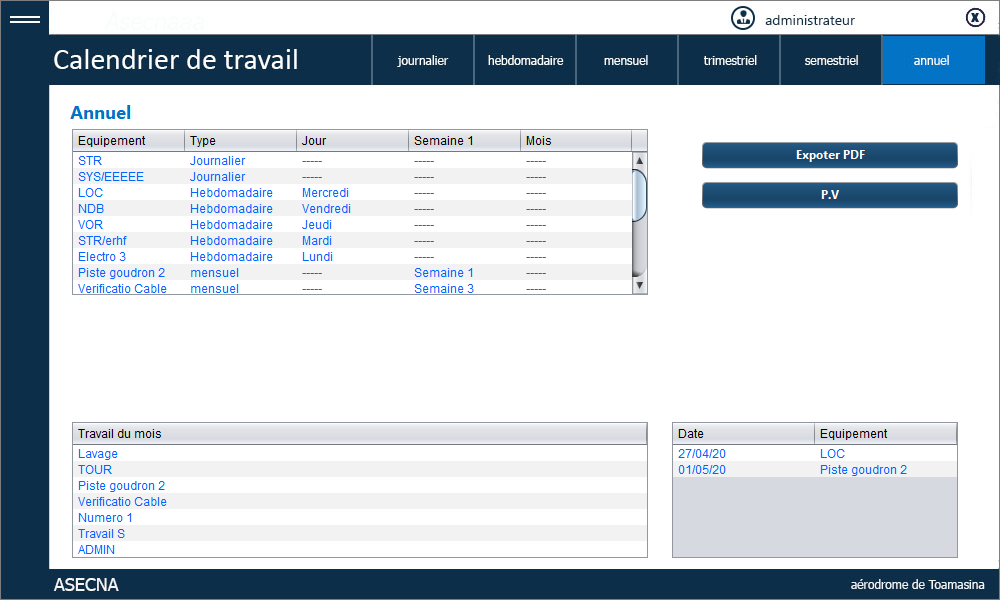 Asecnaaa
administrateur
Calendrier de travail journalier hebdomadaire mensuel trimestriel semestriel annuel
Annuel
Equipement Type Jour Semaine 1 Mois
STR Journalier ----- ----- -----
SYS/EEEEE Journalier ----- ----- -----
LOC Hebdomadaire Mercredi ----- -----
NDB Hebdomadaire Vendredi ----- -----
VOR Hebdomadaire Jeudi ----- -----
STR/erhf Hebdomadaire Mardi ----- -----
Electro 3 Hebdomadaire Lundi ----- -----
Piste goudron 2 mensuel ----- Semaine 1 -----
Verificatio Cable mensuel ----- Semaine 3 -----
Expoter PDF
P.V
Travail du mois
Lavage
TOUR
Piste goudron 2
Verificatio Cable
Numero 1
Travail S
ADMIN
Date Equipement
27/04/20 LOC
01/05/20 Piste goudron 2
ASECNA aérodrome de Toamasina